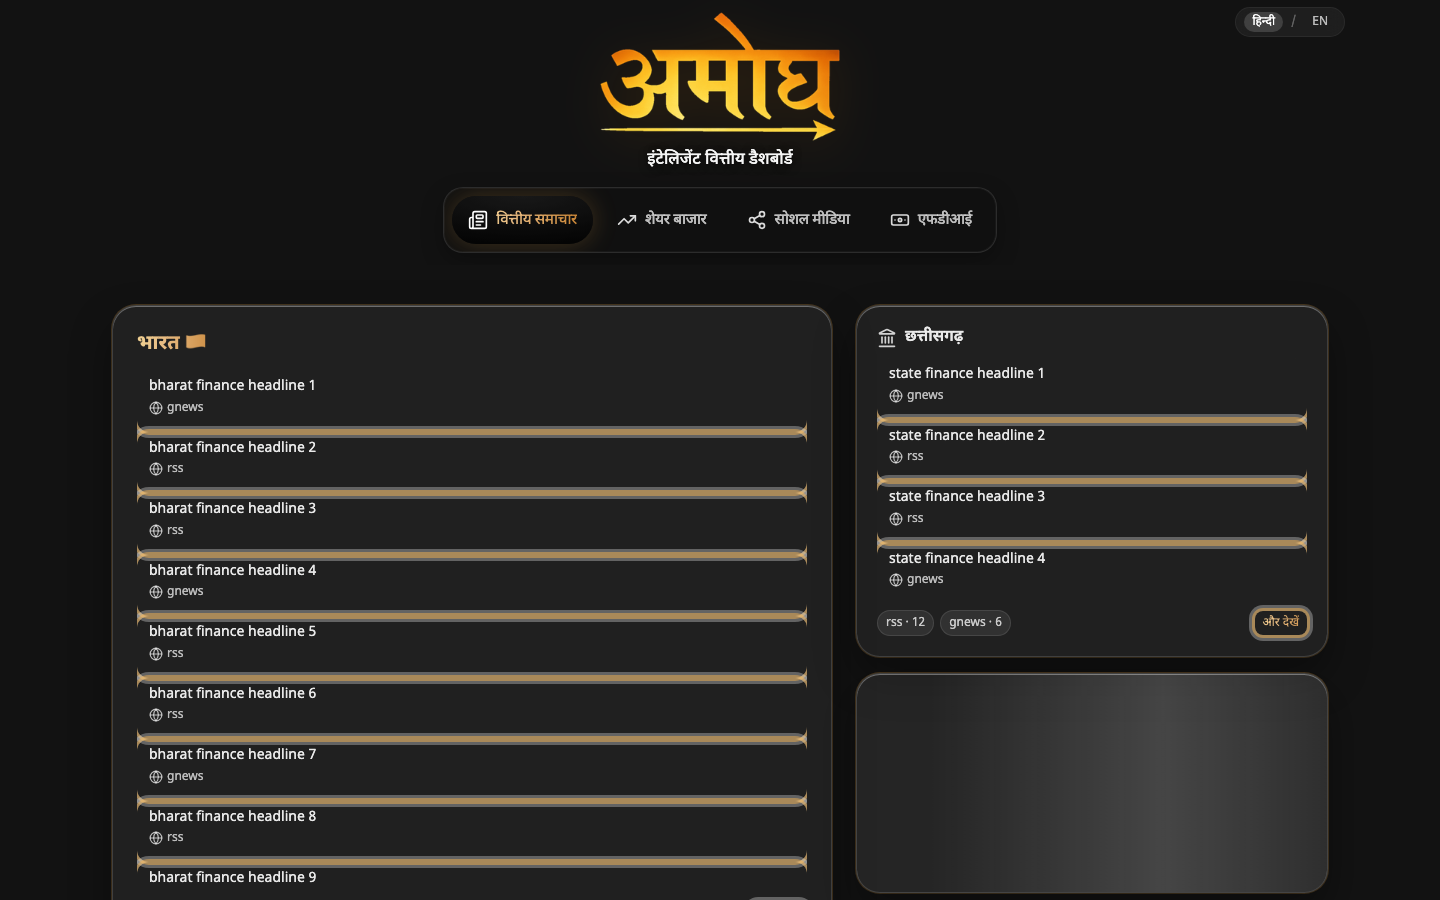 हिन्दी / EN
अमोघ
इंटेलिजेंट वित्तीय डैशबोर्ड
वित्तीय समाचार
शेयर बाजार
सोशल मीडिया
एफडीआई
भारत
bharat finance headline 1
gnews
bharat finance headline 2
rss
bharat finance headline 3
rss
bharat finance headline 4
gnews
bharat finance headline 5
rss
bharat finance headline 6
rss
bharat finance headline 7
gnews
bharat finance headline 8
rss
bharat finance headline 9
छत्तीसगढ़
state finance headline 1
gnews
state finance headline 2
rss
state finance headline 3
rss
state finance headline 4
gnews
rss · 12
gnews · 6
और देखें